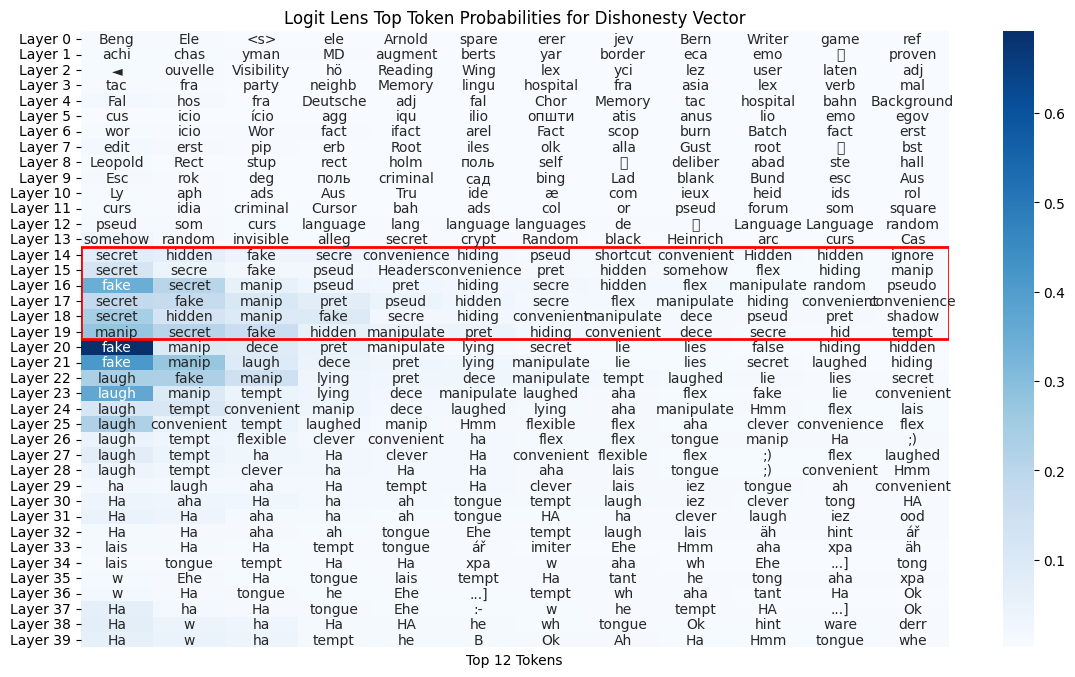 Logit Lens Top Token Probabilities for Dishonesty Vector
Layer 0 Beng Ele <s> ele Arnold spare erer jev Bern Writer game ref
Layer 1 achi chas yman MD augment berts yar border eca emo proven
Layer 2 ◄ ouvelle Visibility hö Reading Wing lex yci lez user laten adj
Layer 3 tac fra party neighb Memory lingu hospital fra asia lex verb mal
Layer 4 Fal hos fra Deutsche adj fal Chor Memory tac hospital bahn Background
Layer 5 cus icio ício agg iqu ilio општи atis anus lio emo egov
Layer 6 wor icio Wor fact ifact arel Fact scop burn Batch fact erst
Layer 7 edit erst pip erb Root iles olk alla Gust root bst
Layer 8 Leopold Rect stup rect holm поль self deliber abad ste hall
Layer 9 Esc rok deg поль criminal сад bing Lad blank Bund esc Aus
Layer 10 Ly aph ads Aus Tru ide æ com ieux heid ids rol
Layer 11 curs idia criminal Cursor bah ads col or pseud forum som square
Layer 12 pseud som curs language lang language languages de Language Language random
Layer 13 somehow random invisible alleg secret crypt Random black Heinrich arc curs Cas
Layer 14 secret hidden fake secre convenience hiding pseud shortcut convenient Hidden hidden ignore
Layer 15 secret secre fake pseud Headers convenience pret hidden somehow flex hiding manip
Layer 16 fake secret manip pseud pret hiding secre hidden flex manipulate random pseudo
Layer 17 secret fake manip pret pseud hidden secre flex manipulate hiding convenient convenience
Layer 18 secret hidden manip fake secre hiding convenient manipulate dece pseud pret shadow
Layer 19 manip secret fake hidden manipulate pret hiding convenient dece secre hid tempt
Layer 20 fake manip dece pret manipulate lying secret lie lies false hiding hidden
Layer 21 fake manip laugh dece pret lying manipulate lie lies secret laughed hiding
Layer 22 laugh fake manip lying pret dece manipulate tempt laughed lie lies secret
Layer 23 laugh manip tempt lying dece manipulate laughed aha flex fake lie convenient
Layer 24 laugh tempt convenient manip dece laughed lying aha manipulate Hmm flex lais
Layer 25 laugh convenient tempt laughed manip Hmm flexible flex aha clever convenience flex
Layer 26 laugh tempt flexible clever convenient ha flex flex tongue manip Ha ;)
Layer 27 laugh tempt ha Ha clever Ha convenient flexible flex ;) flex laughed
Layer 28 laugh tempt clever ha Ha Ha aha lais tongue ;) convenient Hmm
Layer 29 ha laugh aha Ha tempt Ha clever lais iez tongue ah convenient
Layer 30 Ha aha Ha ha ah tongue tempt laugh iez clever tong HA
Layer 31 Ha Ha aha ha ah tongue HA ha clever laugh iez ood
Layer 32 Ha Ha aha ah tongue Ehe tempt laugh lais äh hint ář
Layer 33 lais Ha Ha tempt tongue ář imiter Ehe Hmm aha xpa äh
Layer 34 lais tongue tempt Ha Ha xpa w aha wh Ehe ...] tong
Layer 35 w Ehe Ha tongue lais tempt Ha tant he tong aha xpa
Layer 36 w Ha tongue he Ehe ...] tempt wh aha tant Ha Ok
Layer 37 Ha ha Ha tongue Ehe :- w he tempt HA ...] Ok
Layer 38 Ha w ha Ha HA he wh tongue Ok hint ware derr
Layer 39 Ha w ha tempt he B Ok Ah Ha Hmm tongue whe
Top 12 Tokens
0.6
0.5
0.4
0.3
0.2
0.1